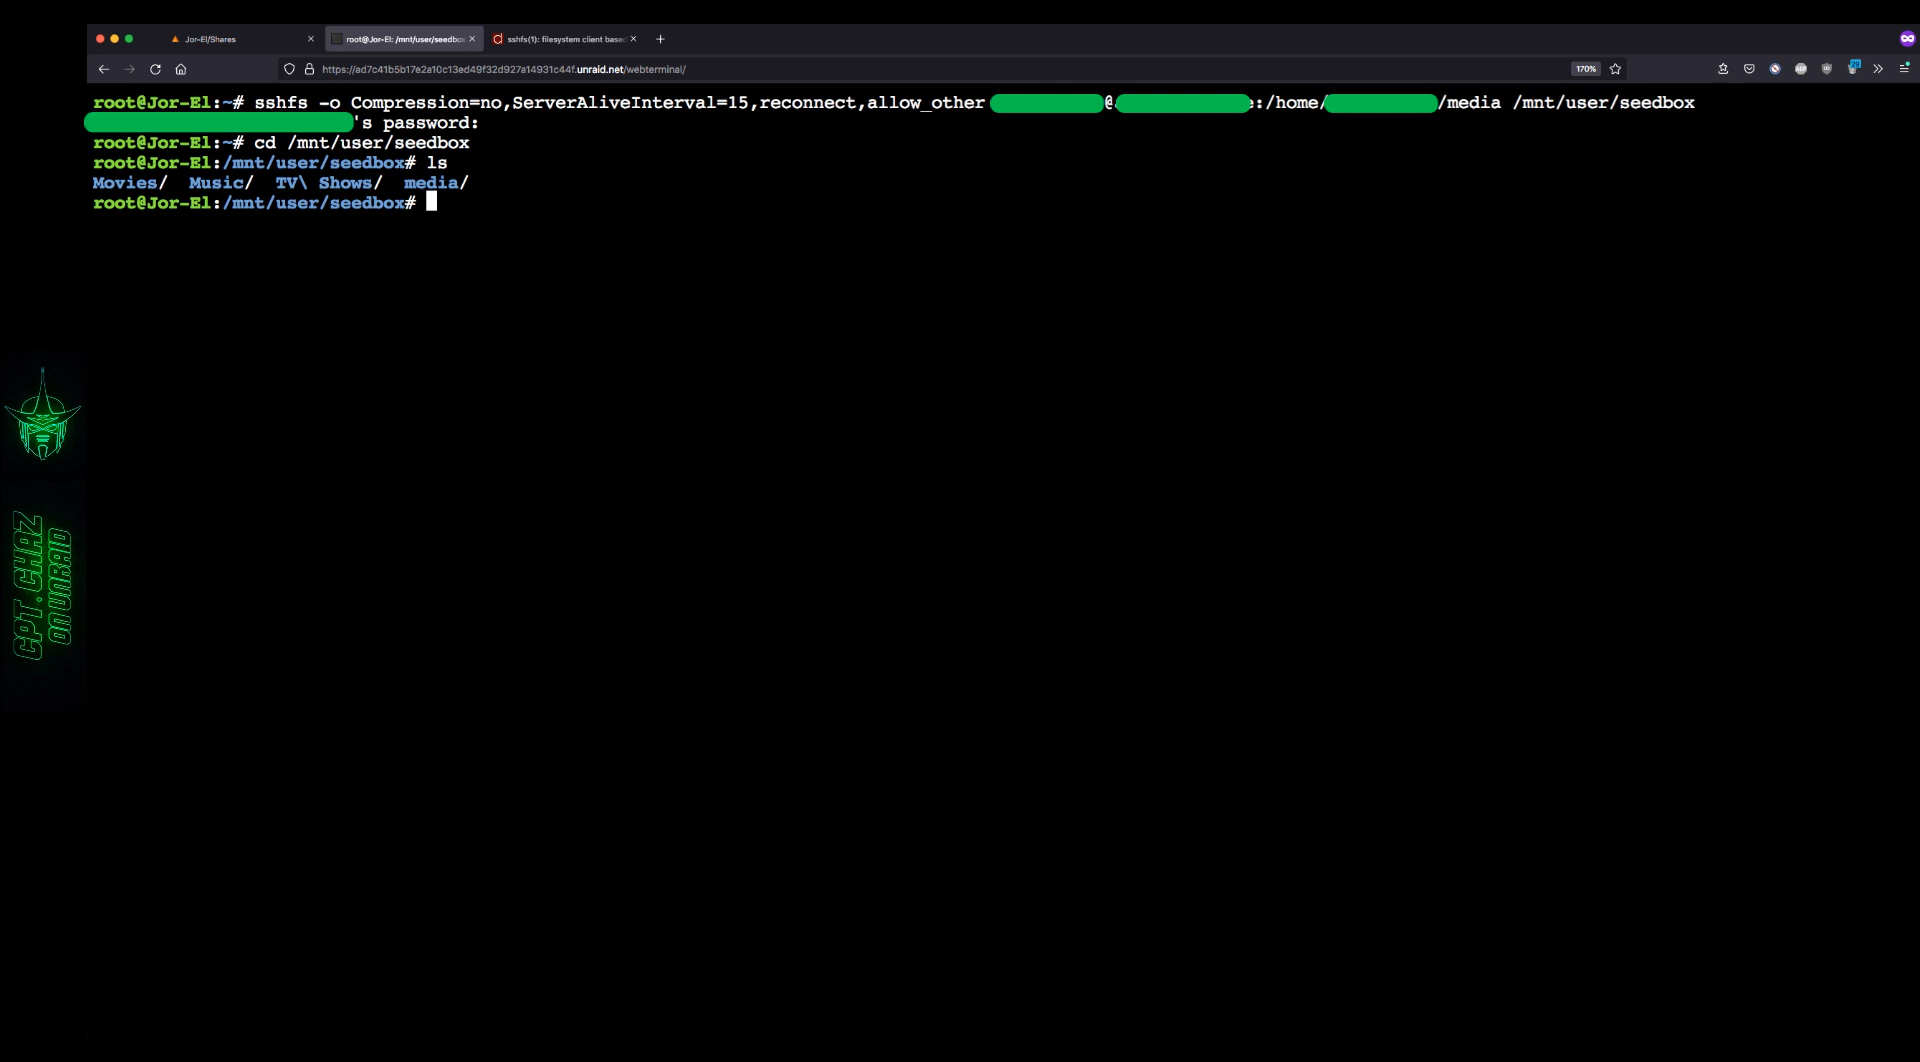 Jor-El/Shares
root@Jor-El: /mnt/user/seedbox
sshfs(1): filesystem client based
https://ad7c41b5b17e2a10c13ed49f32d927a14931c44f.unraid.net/webterminal/
170%
root@Jor-El:~# sshfs -o Compression=no,ServerAliveInterval=15,reconnect,allow_other @ :/home/ /media /mnt/user/seedbox
's password:
root@Jor-El:~# cd /mnt/user/seedbox
root@Jor-El:/mnt/user/seedbox# ls
Movies/ Music/ TV\ Shows/ media/
root@Jor-El:/mnt/user/seedbox#
CPT.CHAZ
ON UNRAID